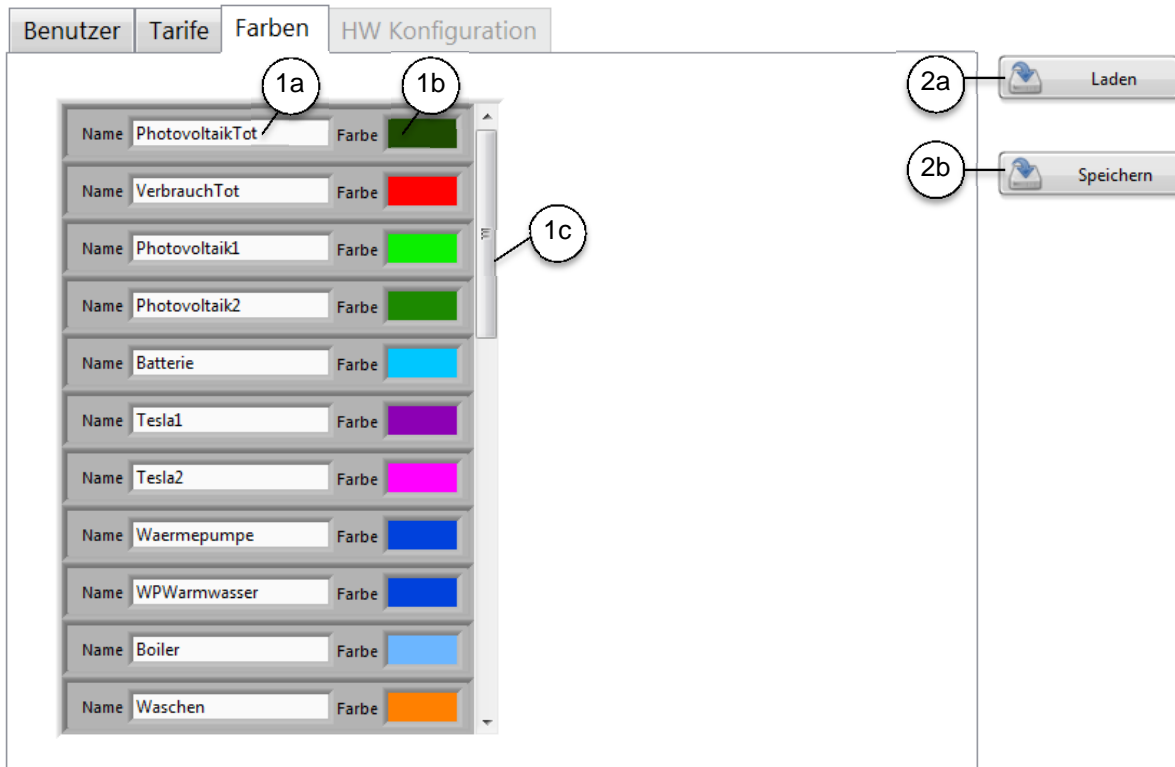 Benutzer Tarife Farben HW Konfiguration
1a 1b 2a Laden
Name PhotovoltaikTot Farbe
2b Speichern
Name VerbrauchTot Farbe
1c
Name Photovoltaik1 Farbe
Name Photovoltaik2 Farbe
Name Batterie Farbe
Name Tesla1 Farbe
Name Tesla2 Farbe
Name Waermepumpe Farbe
Name WPWarmwasser Farbe
Name Boiler Farbe
Name Waschen Farbe